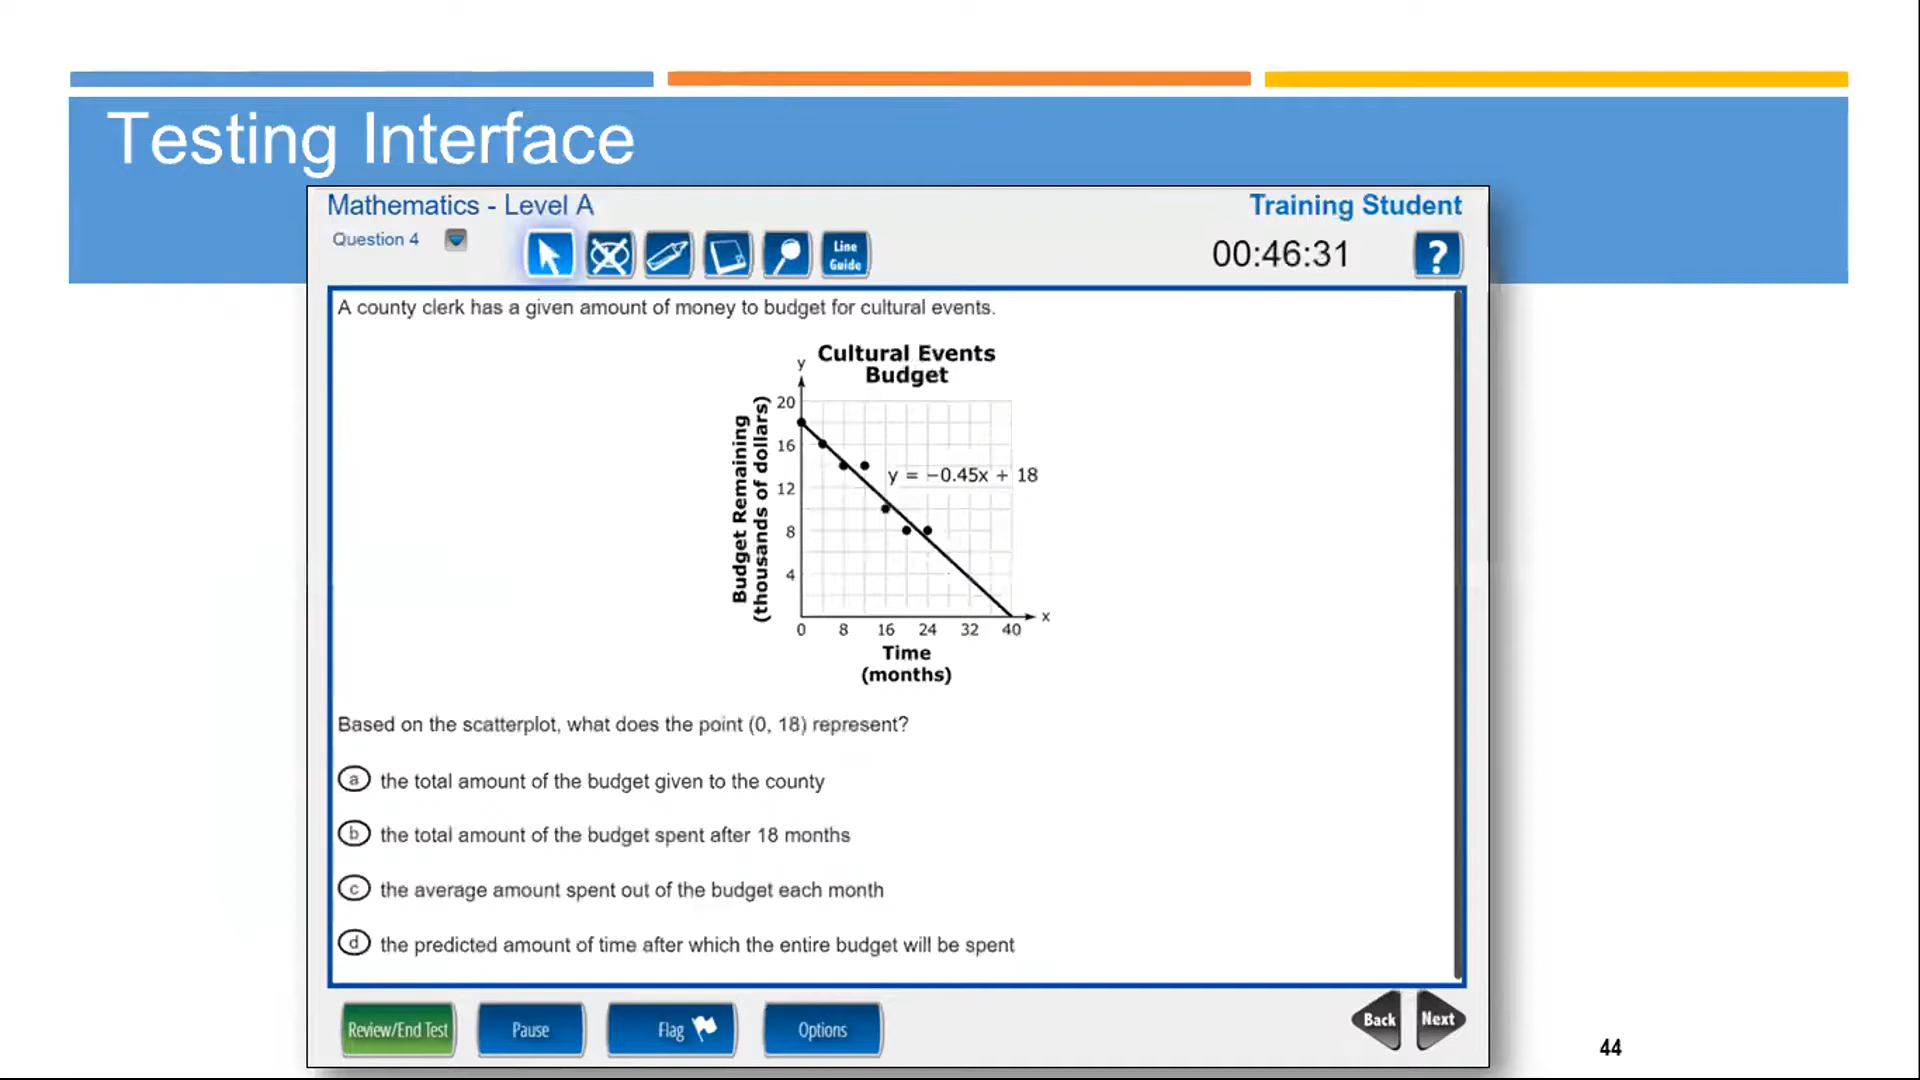 Testing Interface
Mathematics - Level A
Training Student
Question 4
Line
Guide
00:46:31
?
A county clerk has a given amount of money to budget for cultural events.
Cultural Events
Budget
y
Budget Remaining
(thousands of dollars)
20
16
12
8
4
y = −0.45x + 18
x
0 8 16 24 32 40
Time
(months)
Based on the scatterplot, what does the point (0, 18) represent?
a the total amount of the budget given to the county
b the total amount of the budget spent after 18 months
c the average amount spent out of the budget each month
d the predicted amount of time after which the entire budget will be spent
Review/End Test
Pause
Flag
Options
Back
Next
44